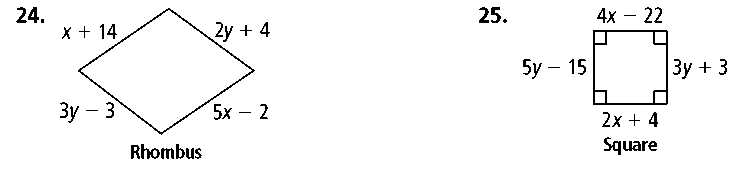 24.
x + 14
2y + 4
3y − 3
5x − 2
Rhombus
25.
4x − 22
5y − 15
3y + 3
2x + 4
Square